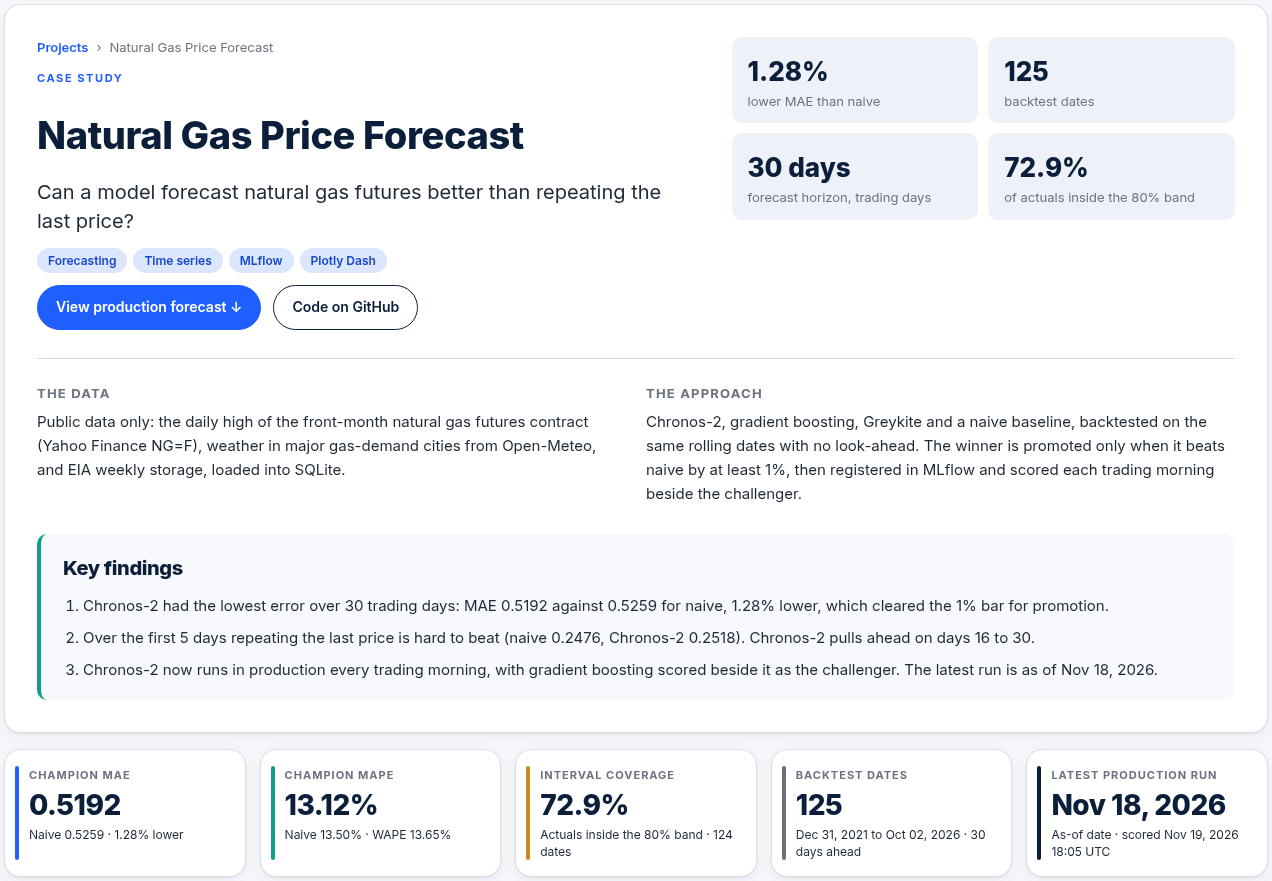 Projects › Natural Gas Price Forecast
CASE STUDY
Natural Gas Price Forecast
Can a model forecast natural gas futures better than repeating the
last price?
Forecasting Time series MLflow Plotly Dash
View production forecast ↓ Code on GitHub
1.28%
lower MAE than naive
125
backtest dates
30 days
forecast horizon, trading days
72.9%
of actuals inside the 80% band
THE DATA
Public data only: the daily high of the front-month natural gas futures contract
(Yahoo Finance NG=F), weather in major gas-demand cities from Open-Meteo,
and EIA weekly storage, loaded into SQLite.
THE APPROACH
Chronos-2, gradient boosting, Greykite and a naive baseline, backtested on the
same rolling dates with no look-ahead. The winner is promoted only when it beats
naive by at least 1%, then registered in MLflow and scored each trading morning
beside the challenger.
Key findings
1. Chronos-2 had the lowest error over 30 trading days: MAE 0.5192 against 0.5259 for naive, 1.28% lower, which cleared the 1% bar for promotion.
2. Over the first 5 days repeating the last price is hard to beat (naive 0.2476, Chronos-2 0.2518). Chronos-2 pulls ahead on days 16 to 30.
3. Chronos-2 now runs in production every trading morning, with gradient boosting scored beside it as the challenger. The latest run is as of Nov 18, 2026.
CHAMPION MAE
0.5192
Naive 0.5259 · 1.28% lower
CHAMPION MAPE
13.12%
Naive 13.50% · WAPE 13.65%
INTERVAL COVERAGE
72.9%
Actuals inside the 80% band · 124
dates
BACKTEST DATES
125
Dec 31, 2021 to Oct 02, 2026 · 30
days ahead
LATEST PRODUCTION RUN
Nov 18, 2026
As-of date · scored Nov 19, 2026
18:05 UTC